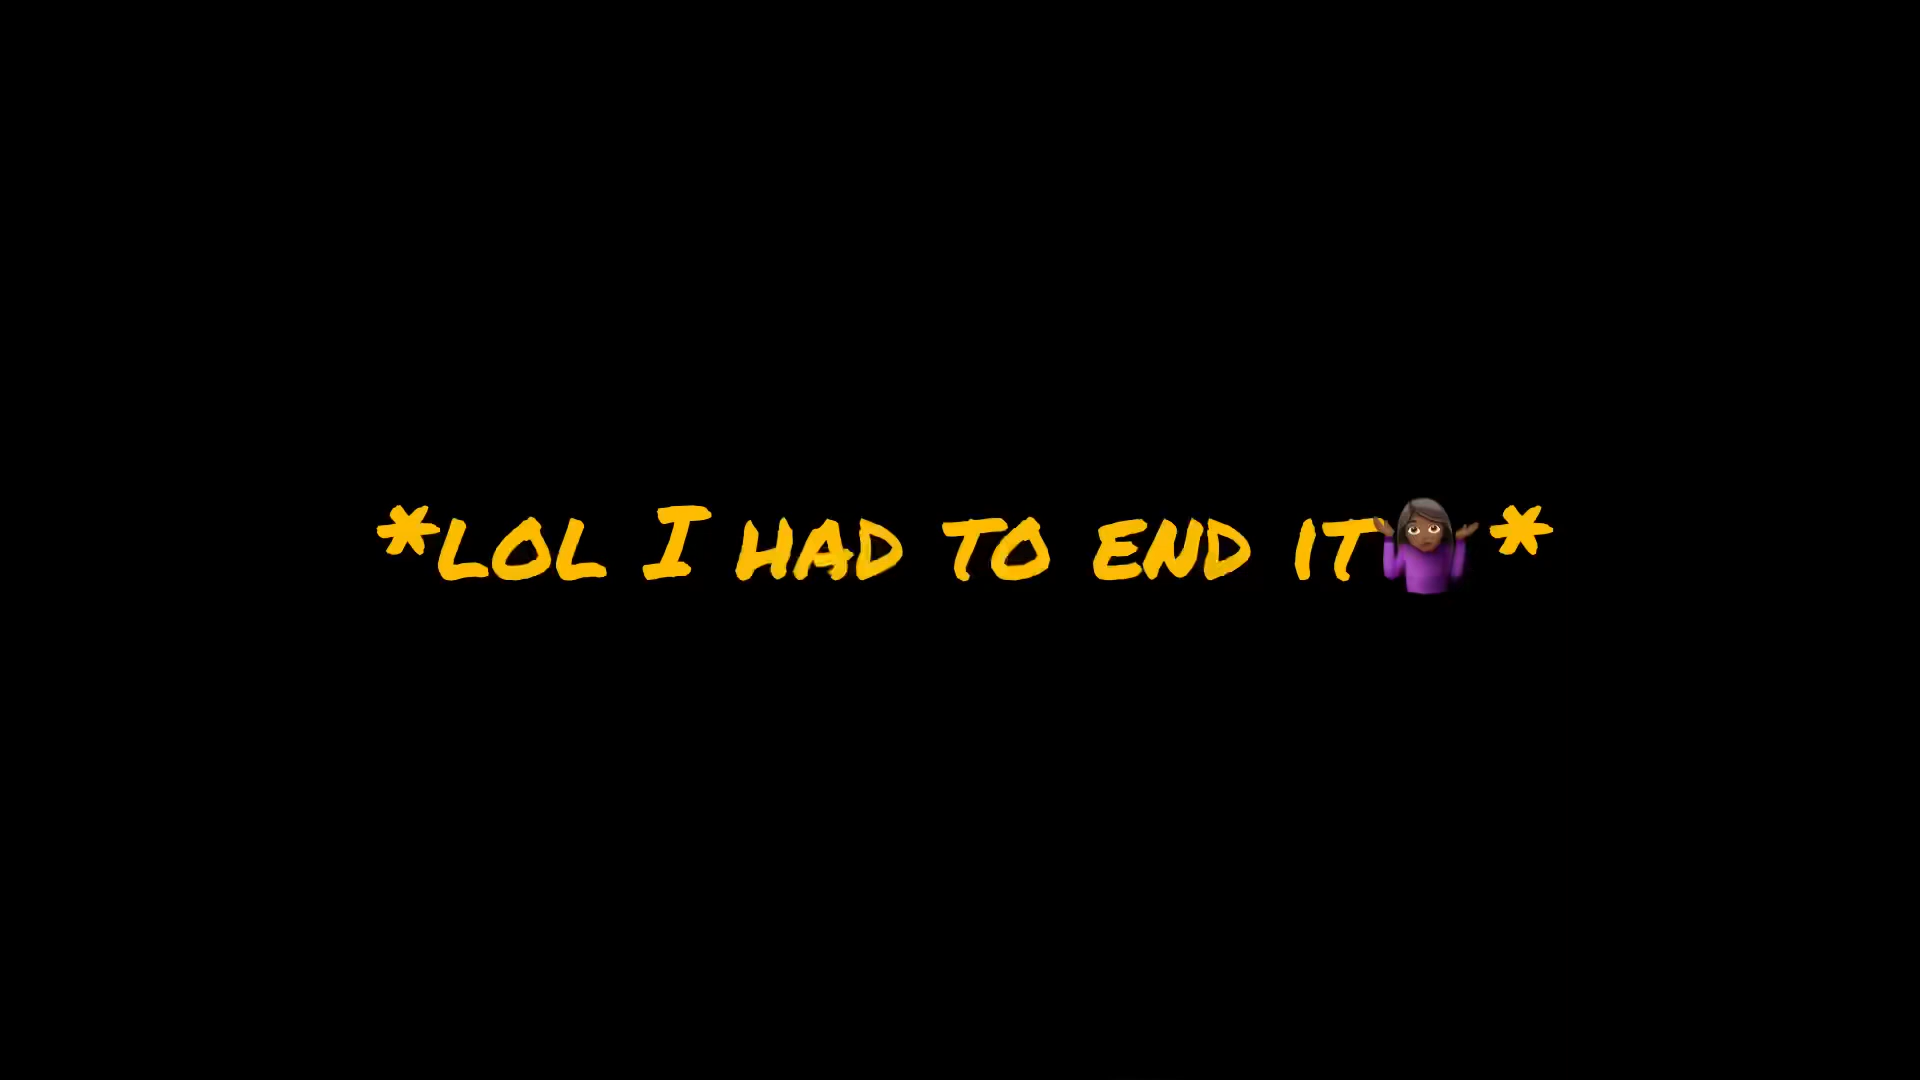 *LOL I HAD TO END IT🤷🏿‍♀️*